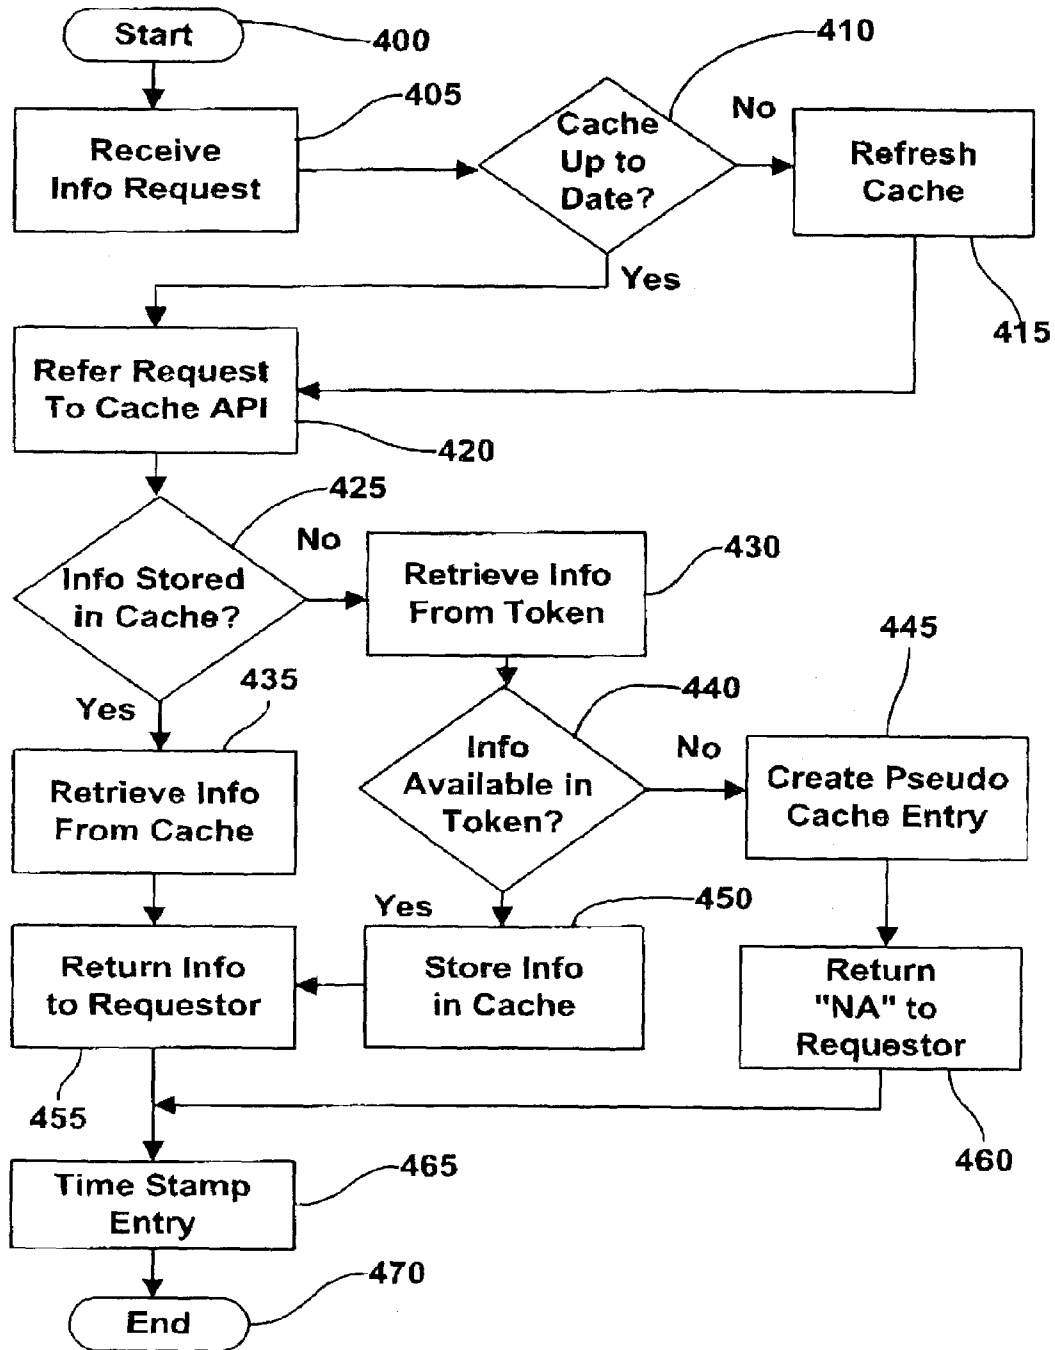 Start
400
410
405
Receive
Info Request
Cache
Up to
Date?
No
Refresh
Cache
Yes
415
Refer Request
To Cache API
420
425
No
Info Stored
in Cache?
Retrieve Info
From Token
430
445
435
Yes
440
Info
Available in
Token?
No
Create Pseudo
Cache Entry
Retrieve Info
From Cache
Yes
450
Return Info
to Requestor
Store Info
in Cache
Return
"NA" to
Requestor
455
460
465
Time Stamp
Entry
470
End